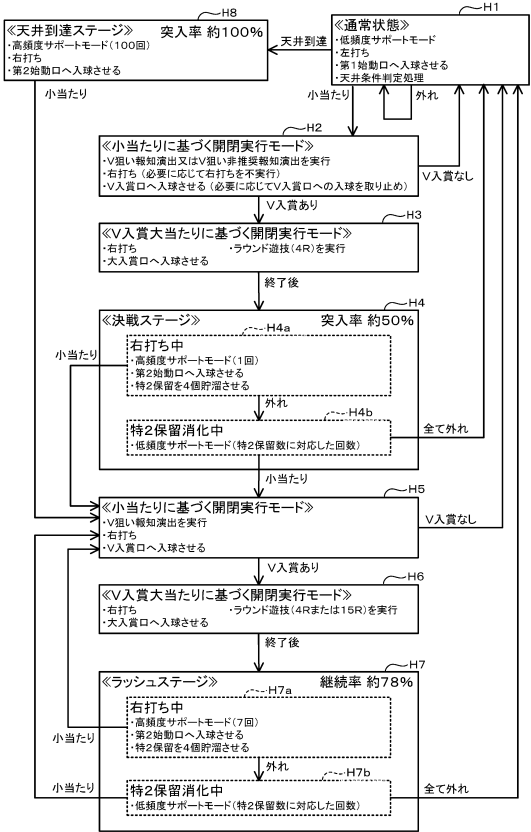 H8
≪天井到達ステージ≫ 突入率 約100%
・高頻度サポートモード(100回)
・右打ち
・第2始動口へ入球させる
天井到達
H1
≪通常状態≫
・低頻度サポートモード
・左打ち
・第1始動口へ入球させる
・天井条件判定処理
小当たり
小当たり
外れ
H2
≪小当たりに基づく開閉実行モード≫
・V狙い報知演出又はV狙い非推奨報知演出を実行
・右打ち (必要に応じて右打ちを不実行)
・V入賞口へ入球させる (必要に応じてV入賞口への入球を取り止め)
V入賞なし
V入賞あり
H3
≪V入賞大当たりに基づく開閉実行モード≫
・右打ち ・ラウンド遊技(4R)を実行
・大入賞口へ入球させる
終了後
H4
≪決戦ステージ≫ 突入率 約50%
H4a
右打ち中
・高頻度サポートモード(1回)
・第2始動口へ入球させる
・特2保留を4個貯溜させる
小当たり
外れ
H4b
特2保留消化中
・低頻度サポートモード(特2保留数に対応した回数)
全て外れ
小当たり
H5
≪小当たりに基づく開閉実行モード≫
・V狙い報知演出を実行
・右打ち
・V入賞口へ入球させる
V入賞なし
V入賞あり
H6
≪V入賞大当たりに基づく開閉実行モード≫
・右打ち ・ラウンド遊技(4Rまたは15R)を実行
・大入賞口へ入球させる
終了後
H7
≪ラッシュステージ≫ 継続率 約78%
H7a
右打ち中
・高頻度サポートモード(7回)
・第2始動口へ入球させる
・特2保留を4個貯溜させる
小当たり
外れ
H7b
特2保留消化中
・低頻度サポートモード(特2保留数に対応した回数)
小当たり
全て外れ